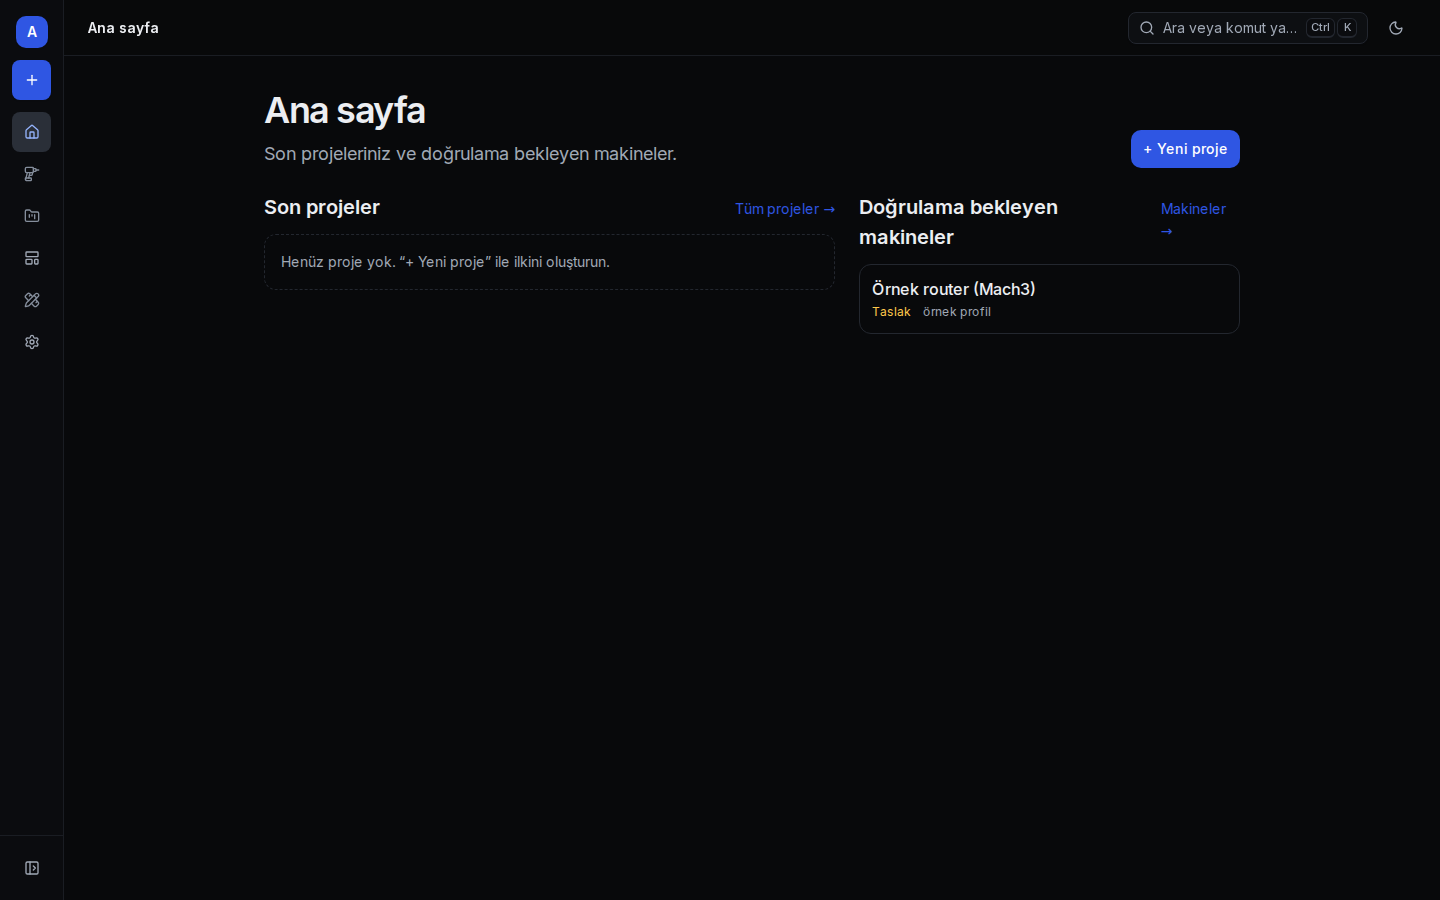 A
Ana sayfa
Ara veya komut ya... Ctrl K
Ana sayfa
Son projeleriniz ve doğrulama bekleyen makineler.
+ Yeni proje
Son projeler
Tüm projeler →
Henüz proje yok. “+ Yeni proje” ile ilkini oluşturun.
Doğrulama bekleyen
makineler
Makineler
→
Örnek router (Mach3)
Taslak örnek profil